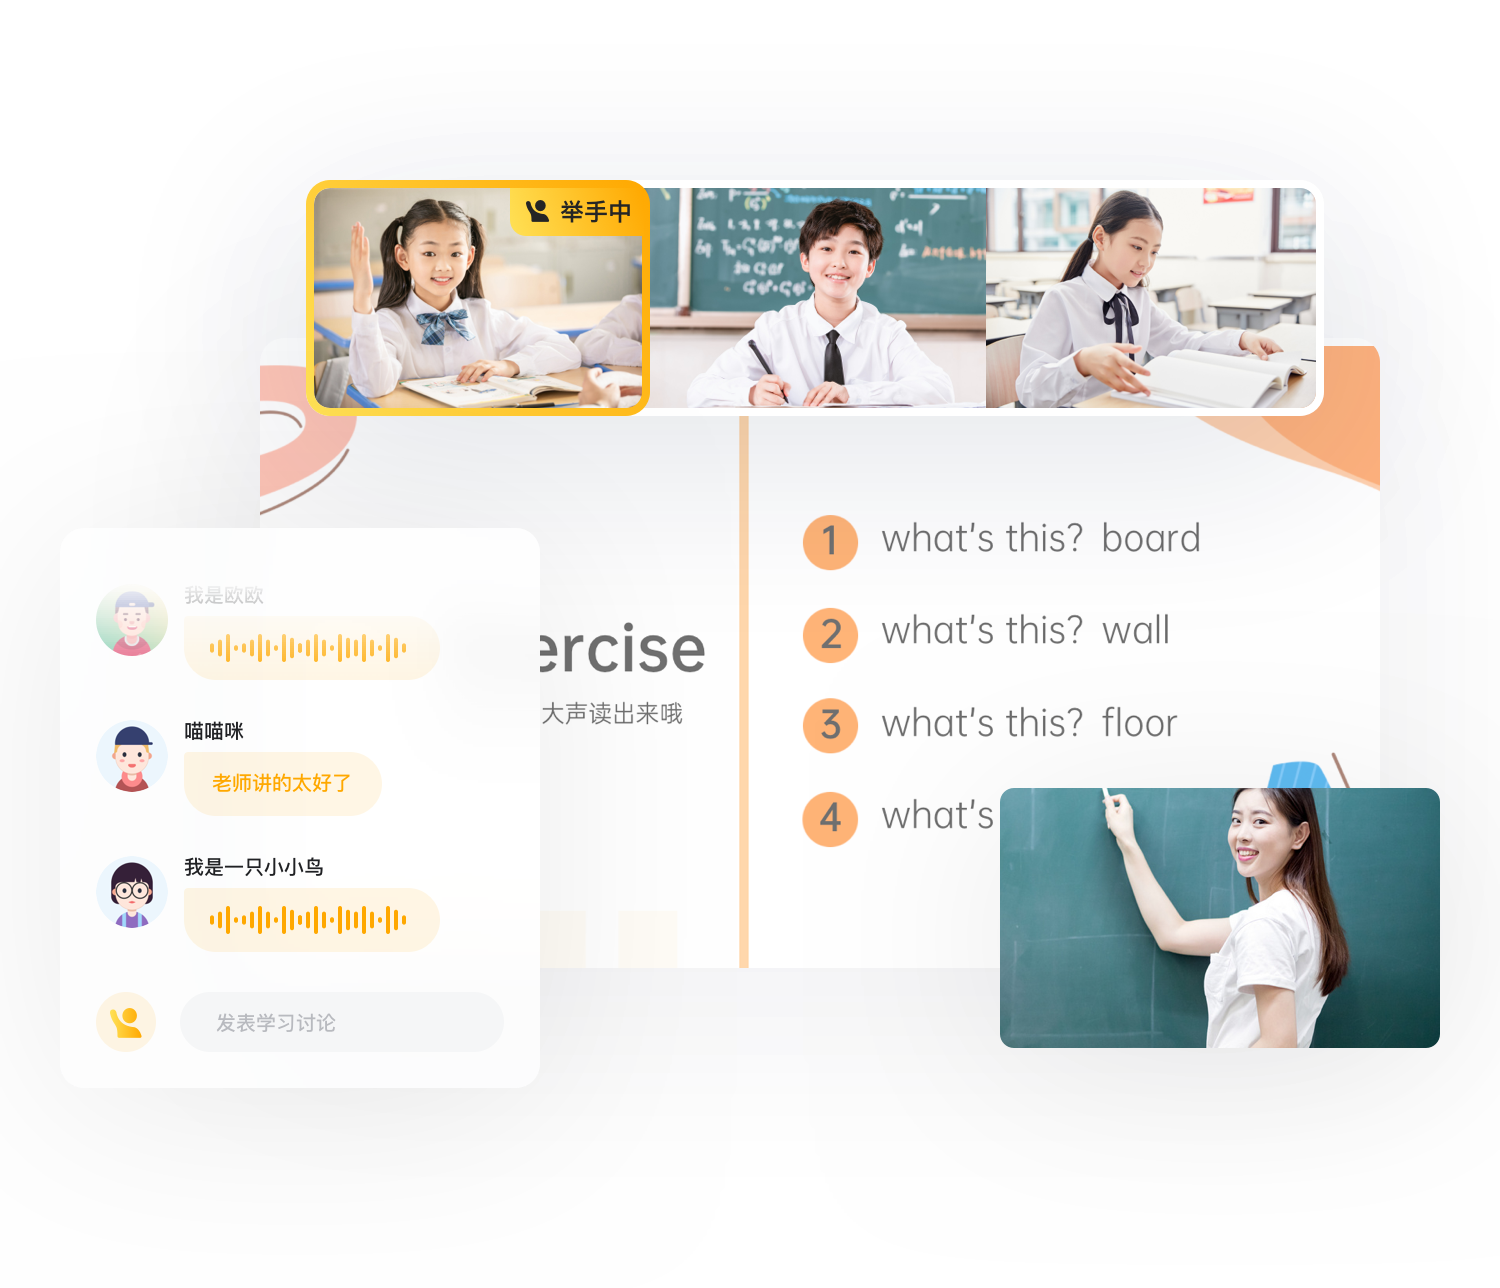 举手中
1 what's this? board
2 what's this? wall
3 what's this? floor
4 what's
ercise
大声读出来哦
我是欧欧
喵喵咪
老师讲的太好了
我是一只小小鸟
发表学习讨论